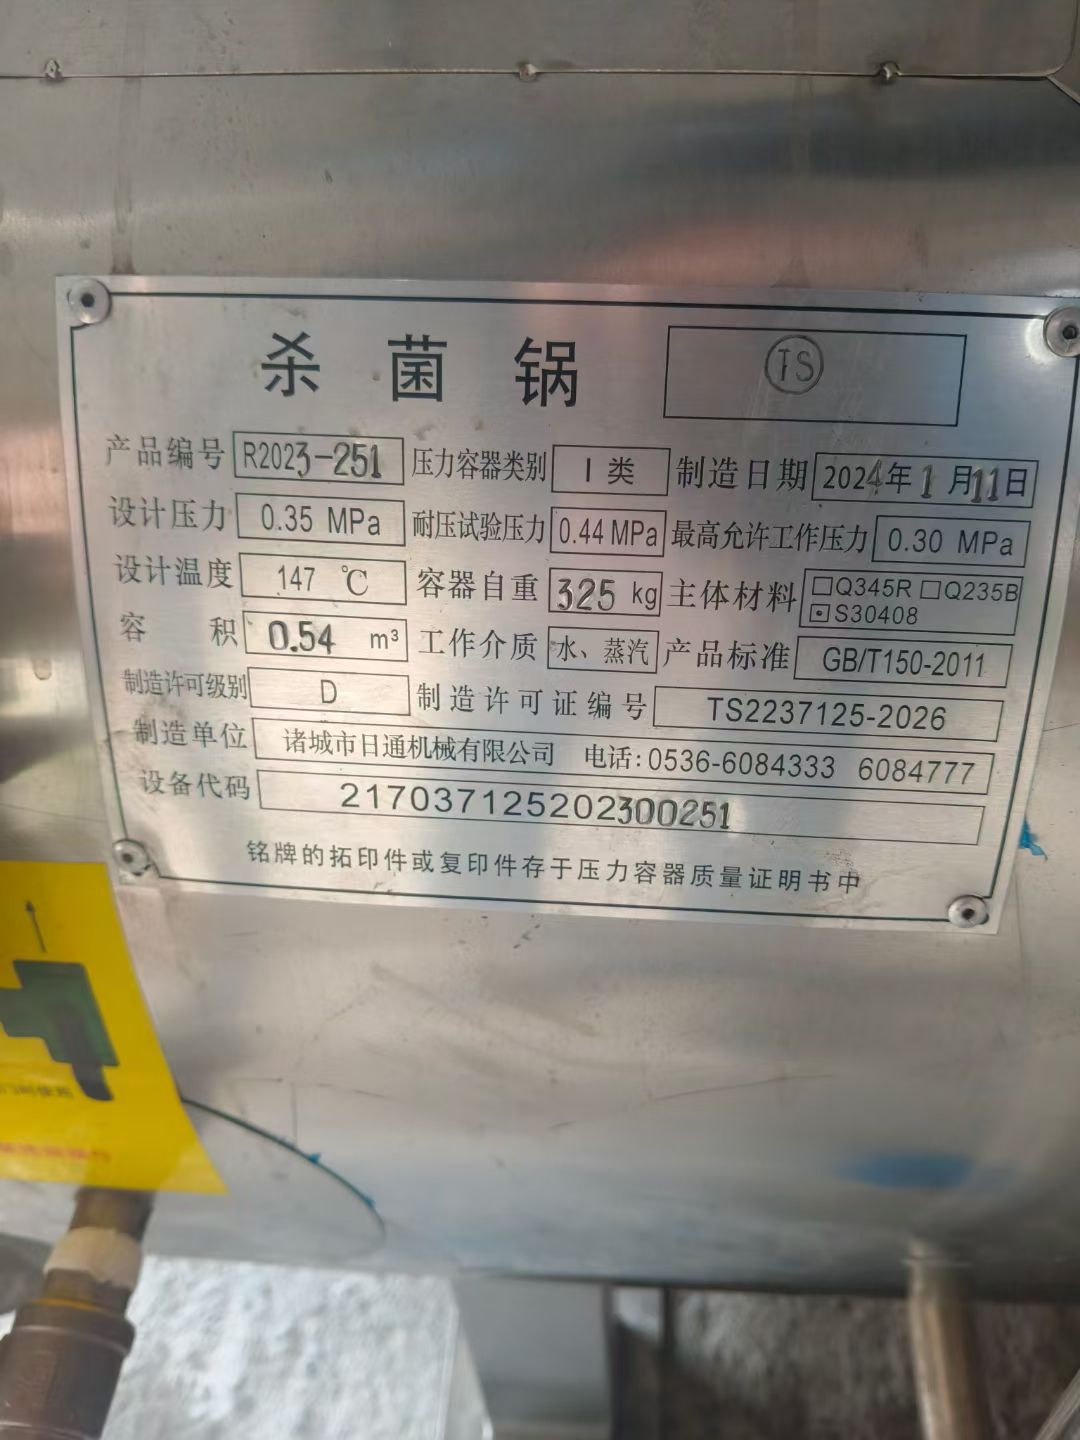 杀菌锅 TS
产品编号 R2023-251 压力容器类别 I类 制造日期 2024年1月11日
设计压力 0.35 MPa 耐压试验压力 0.44 MPa 最高允许工作压力 0.30 MPa
设计温度 147 ℃ 容器自重 325 kg 主体材料 □Q345R □Q235B
⊡S30408
容积 0.54 m³ 工作介质 水、蒸汽 产品标准 GB/T150-2011
制造许可级别 D 制造许可证编号 TS2237125-2026
制造单位 诸城市日通机械有限公司 电话:0536-6084333 6084777
设备代码 217037125202300251
铭牌的拓印件或复印件存于压力容器质量证明书中